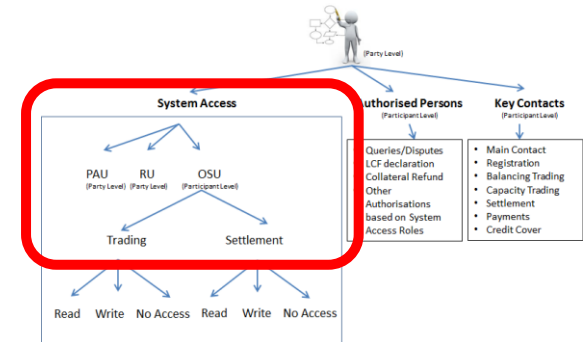 (Party Level)
System Access
uthorised Persons
(Participant Level)
Key Contacts
(Participant Level)
PAU
(Party Level)
RU
(Party Level)
OSU
(Participant Level)
Trading
Settlement
Read Write No Access Read Write No Access
Queries/Disputes
LCF declaration
Collateral Refund
Other
Authorisations
based on System
Access Roles
• Main Contact
• Registration
• Balancing Trading
• Capacity Trading
• Settlement
• Payments
• Credit Cover